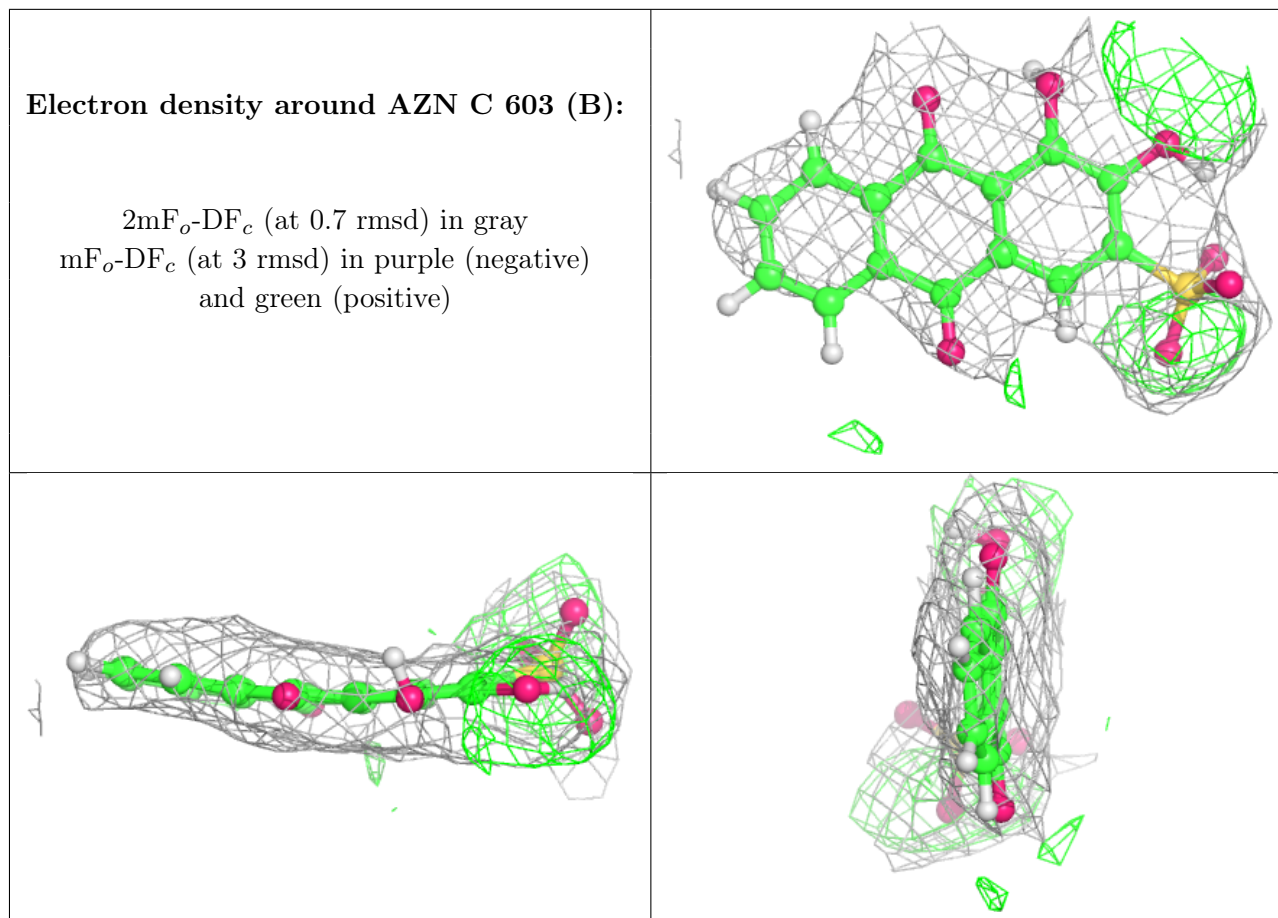 Electron density around AZN C 603 (B):
2mFo-DFc (at 0.7 rmsd) in gray
mFo-DFc (at 3 rmsd) in purple (negative)
and green (positive)